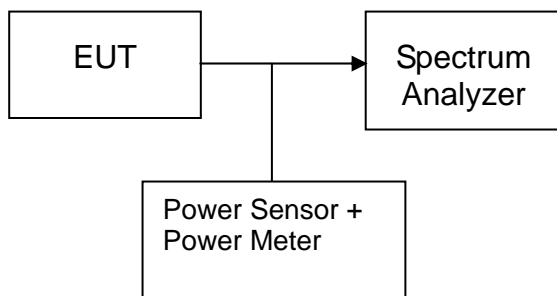 EUT
Spectrum
Analyzer
Power Sensor +
Power Meter